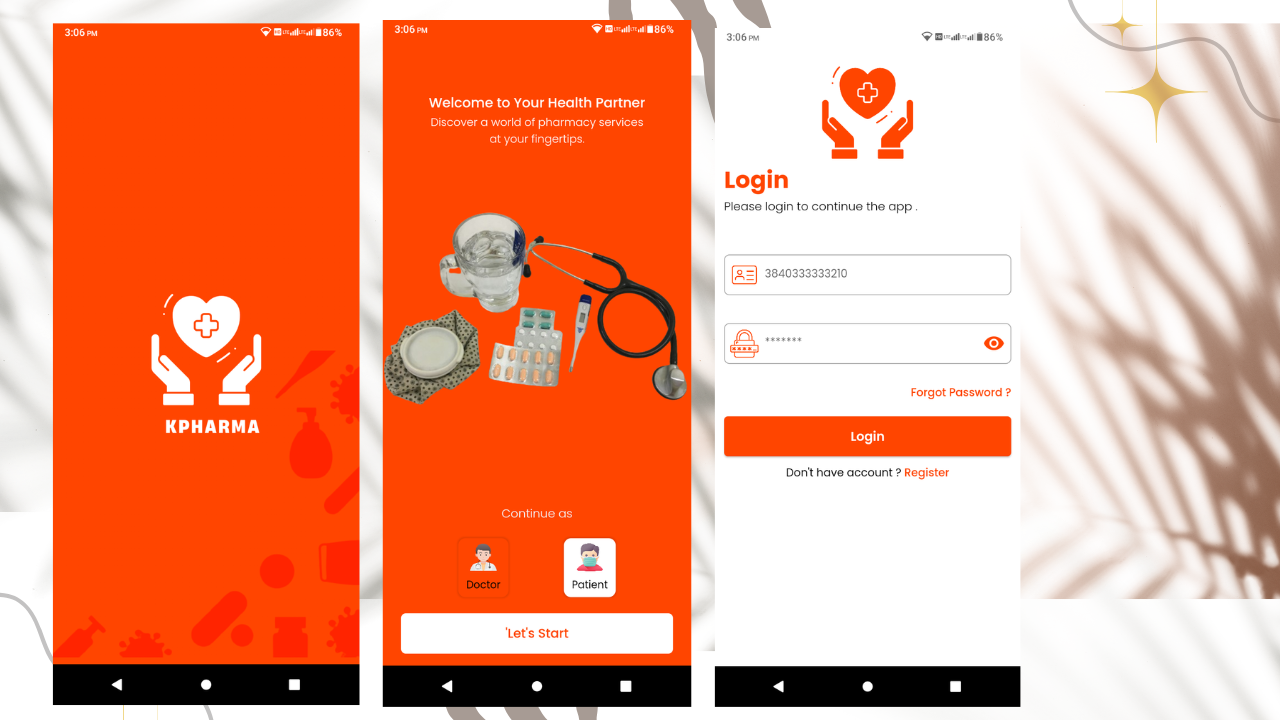 3:06 PM
86%
KPHARMA
3:06 PM
86%
Welcome to Your Health Partner
Discover a world of pharmacy services
at your fingertips.
Continue as
Doctor
Patient
'Let's Start
3:06 PM
86%
Login
Please login to continue the app .
3840333333210
*******
Forgot Password ?
Login
Don't have account ? Register